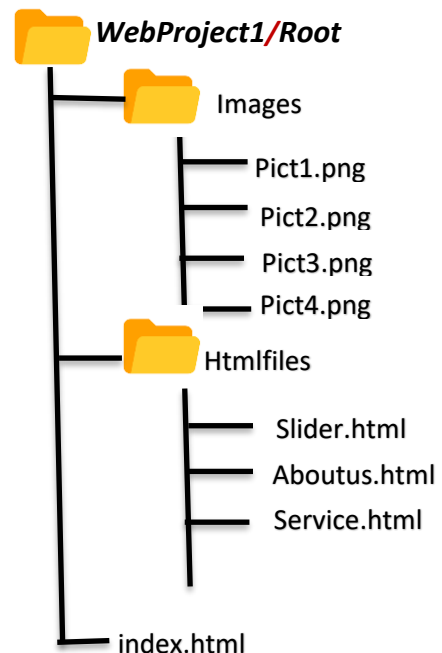 WebProject1/Root
Images
Pict1.png
Pict2.png
Pict3.png
Pict4.png
Htmlfiles
Slider.html
Aboutus.html
Service.html
index.html